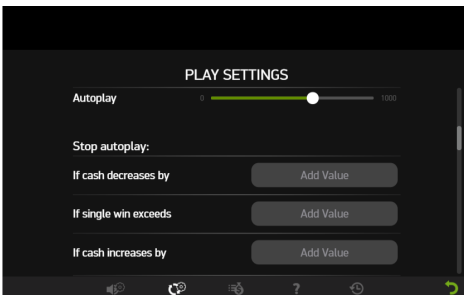 PLAY SETTINGS
Autoplay 0 1000
Stop autoplay:
If cash decreases by Add Value
If single win exceeds Add Value
If cash increases by Add Value
?